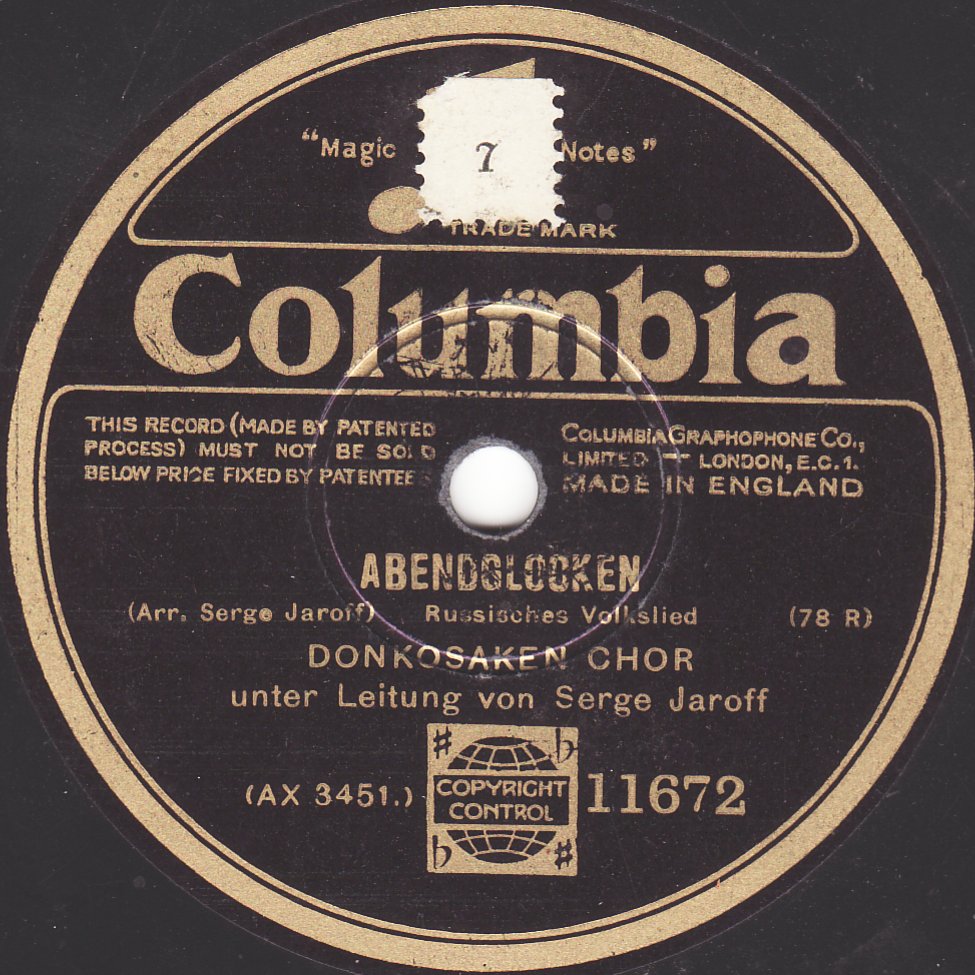 "Magic 7 Notes"
TRADE MARK
Columbia
THIS RECORD (MADE BY PATENTED
PROCESS) MUST NOT BE SOLD
BELOW PRICE FIXED BY PATENTEES
COLUMBIA GRAPHOPHONE CO.,
LIMITED — LONDON, E.C.1.
MADE IN ENGLAND
ABENDGLOCKEN
(Arr. Serge Jaroff) Russisches Volkslied (78 R)
DONKOSAKEN CHOR
unter Leitung von Serge Jaroff
♯ ♭
(AX 3451.) COPYRIGHT CONTROL 11672
♭ ♯